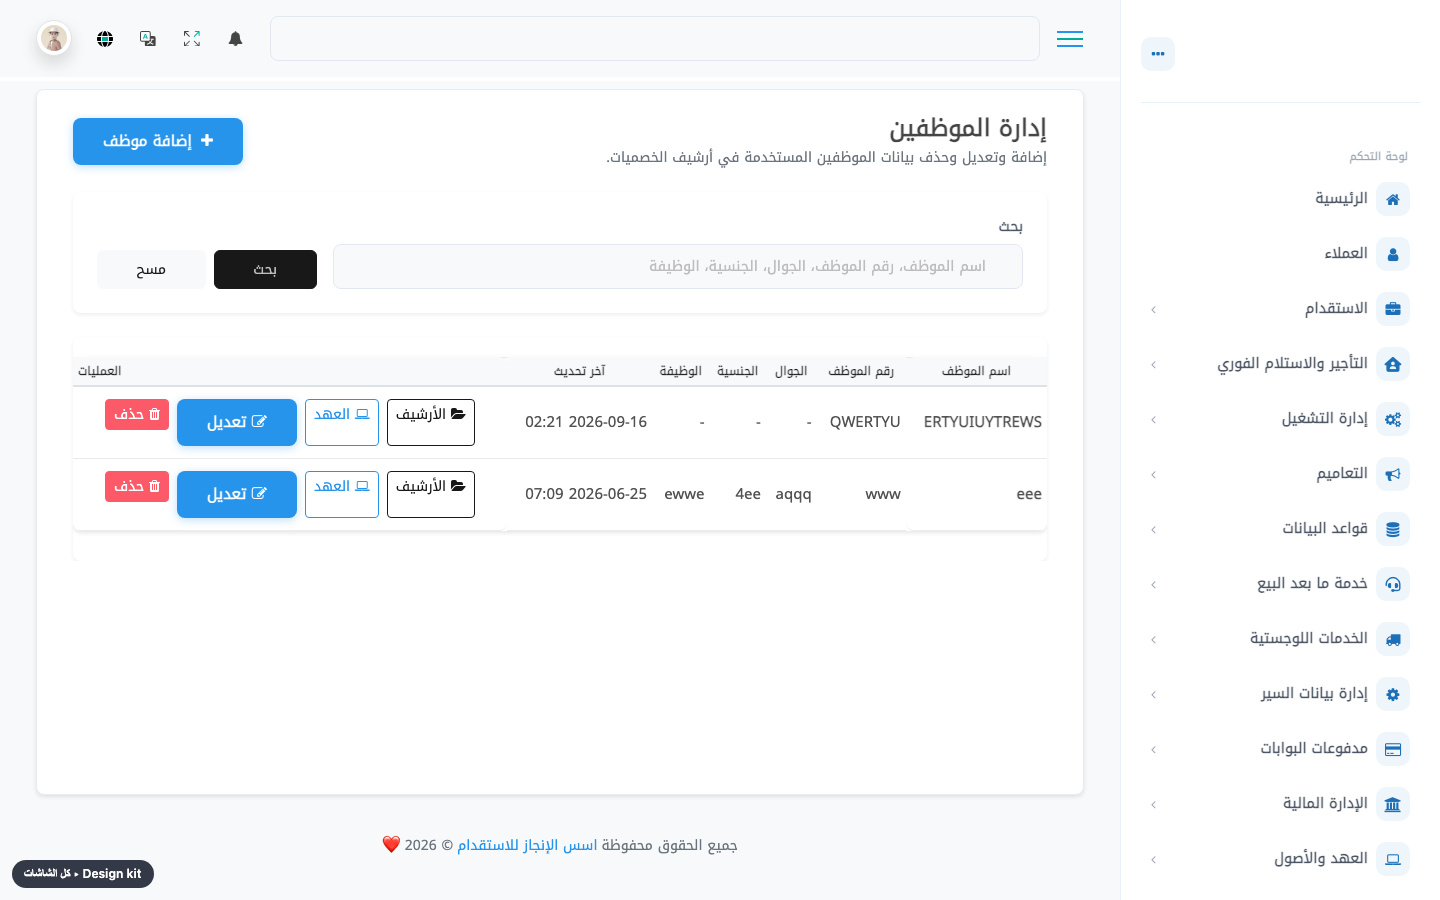 لوحة التحكم
الرئيسية
العملاء
الاستقدام
التأجير والاستلام الفوري
إدارة التشغيل
التعاميم
قواعد البيانات
خدمة ما بعد البيع
الخدمات اللوجستية
إدارة بيانات السير
مدفوعات البوابات
الإدارة المالية
العهد والأصول
إدارة الموظفين
إضافة وتعديل وحذف بيانات الموظفين المستخدمة في أرشيف الخصميات.
إضافة موظف
بحث
اسم الموظف، رقم الموظف، الجوال، الجنسية، الوظيفة
بحث
مسح
اسم الموظف رقم الموظف الجوال الجنسية الوظيفة آخر تحديث العمليات
ERTYUIUYTREWS QWERTYU - - - 2026-09-16 02:21 الأرشيف العهد تعديل حذف
eee www aqqq 4ee ewwe 2026-06-25 07:09 الأرشيف العهد تعديل حذف
جميع الحقوق محفوظة اسس الإنجاز للاستقدام © 2026 ❤️
Design kit ▸ كل الشاشات